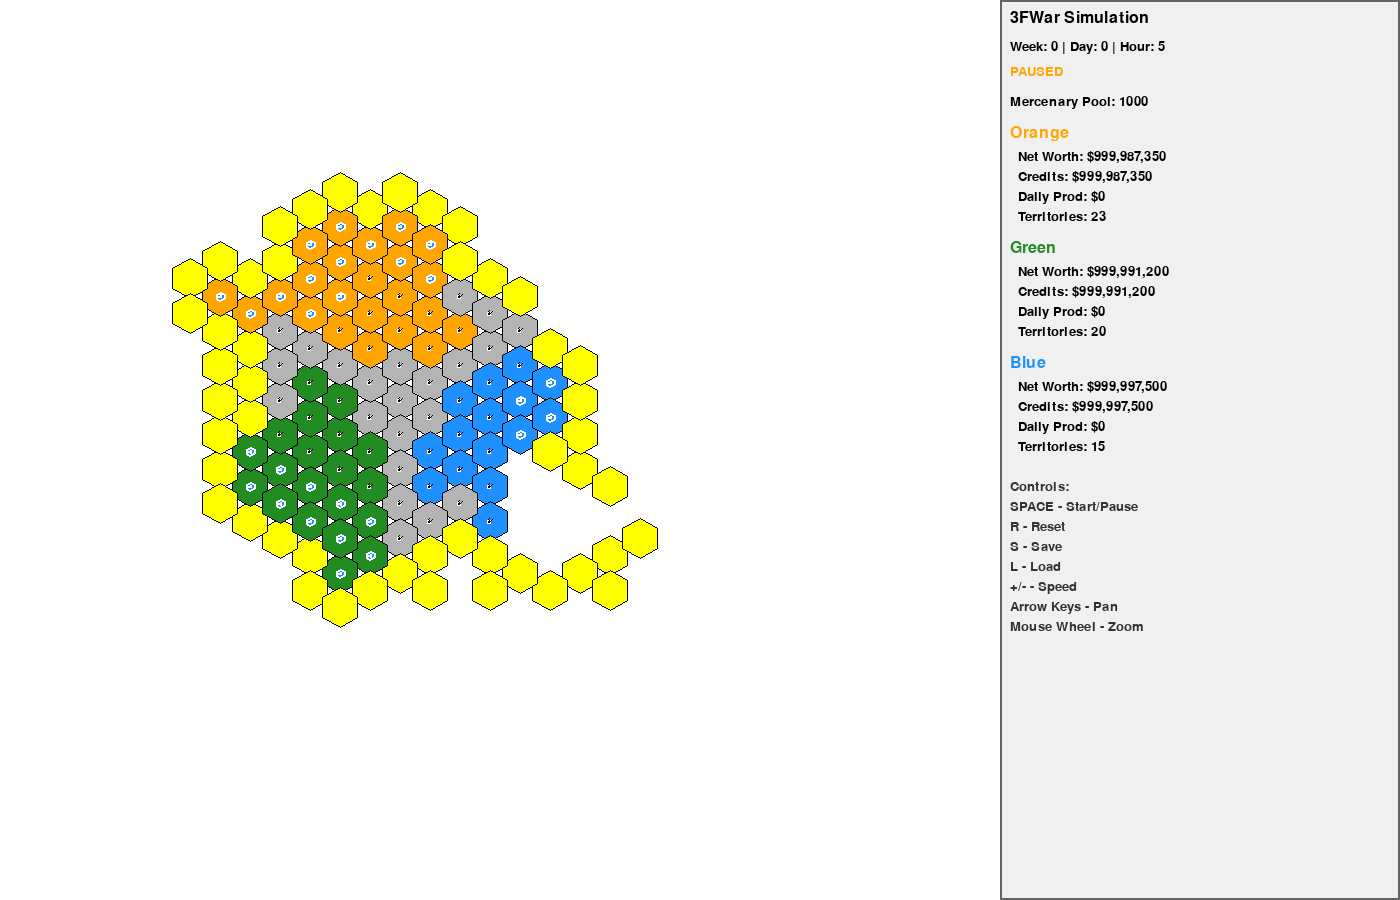 3FWar Simulation
Week: 0 | Day: 0 | Hour: 5
PAUSED
Mercenary Pool: 1000
Orange
Net Worth: $999,987,350
Credits: $999,987,350
Daily Prod: $0
Territories: 23
Green
Net Worth: $999,991,200
Credits: $999,991,200
Daily Prod: $0
Territories: 20
Blue
Net Worth: $999,997,500
Credits: $999,997,500
Daily Prod: $0
Territories: 15
Controls:
SPACE - Start/Pause
R - Reset
S - Save
L - Load
+/- - Speed
Arrow Keys - Pan
Mouse Wheel - Zoom